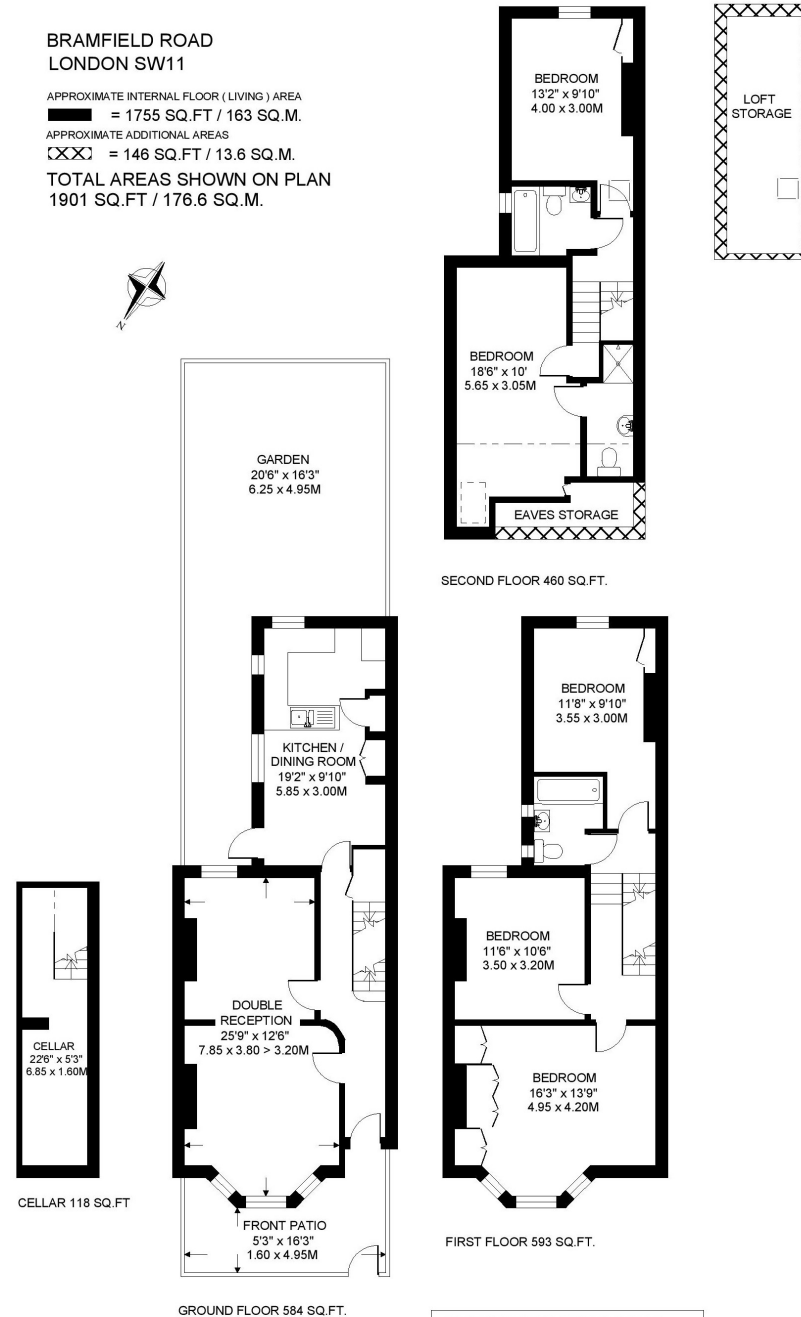 BRAMFIELD ROAD
LONDON SW11
APPROXIMATE INTERNAL FLOOR ( LIVING ) AREA
= 1755 SQ.FT / 163 SQ.M.
APPROXIMATE ADDITIONAL AREAS
= 146 SQ.FT / 13.6 SQ.M.
TOTAL AREAS SHOWN ON PLAN
1901 SQ.FT / 176.6 SQ.M.
N
BEDROOM
13'2" x 9'10"
4.00 x 3.00M
LOFT
STORAGE
BEDROOM
18'6" x 10'
5.65 x 3.05M
EAVES STORAGE
SECOND FLOOR 460 SQ.FT.
GARDEN
20'6" x 16'3"
6.25 x 4.95M
KITCHEN /
DINING ROOM
19'2" x 9'10"
5.85 x 3.00M
DOUBLE
RECEPTION
25'9" x 12'6"
7.85 x 3.80 > 3.20M
FRONT PATIO
5'3" x 16'3"
1.60 x 4.95M
GROUND FLOOR 584 SQ.FT.
CELLAR
22'6" x 5'3"
6.85 x 1.60M
CELLAR 118 SQ.FT
BEDROOM
11'8" x 9'10"
3.55 x 3.00M
BEDROOM
11'6" x 10'6"
3.50 x 3.20M
BEDROOM
16'3" x 13'9"
4.95 x 4.20M
FIRST FLOOR 593 SQ.FT.